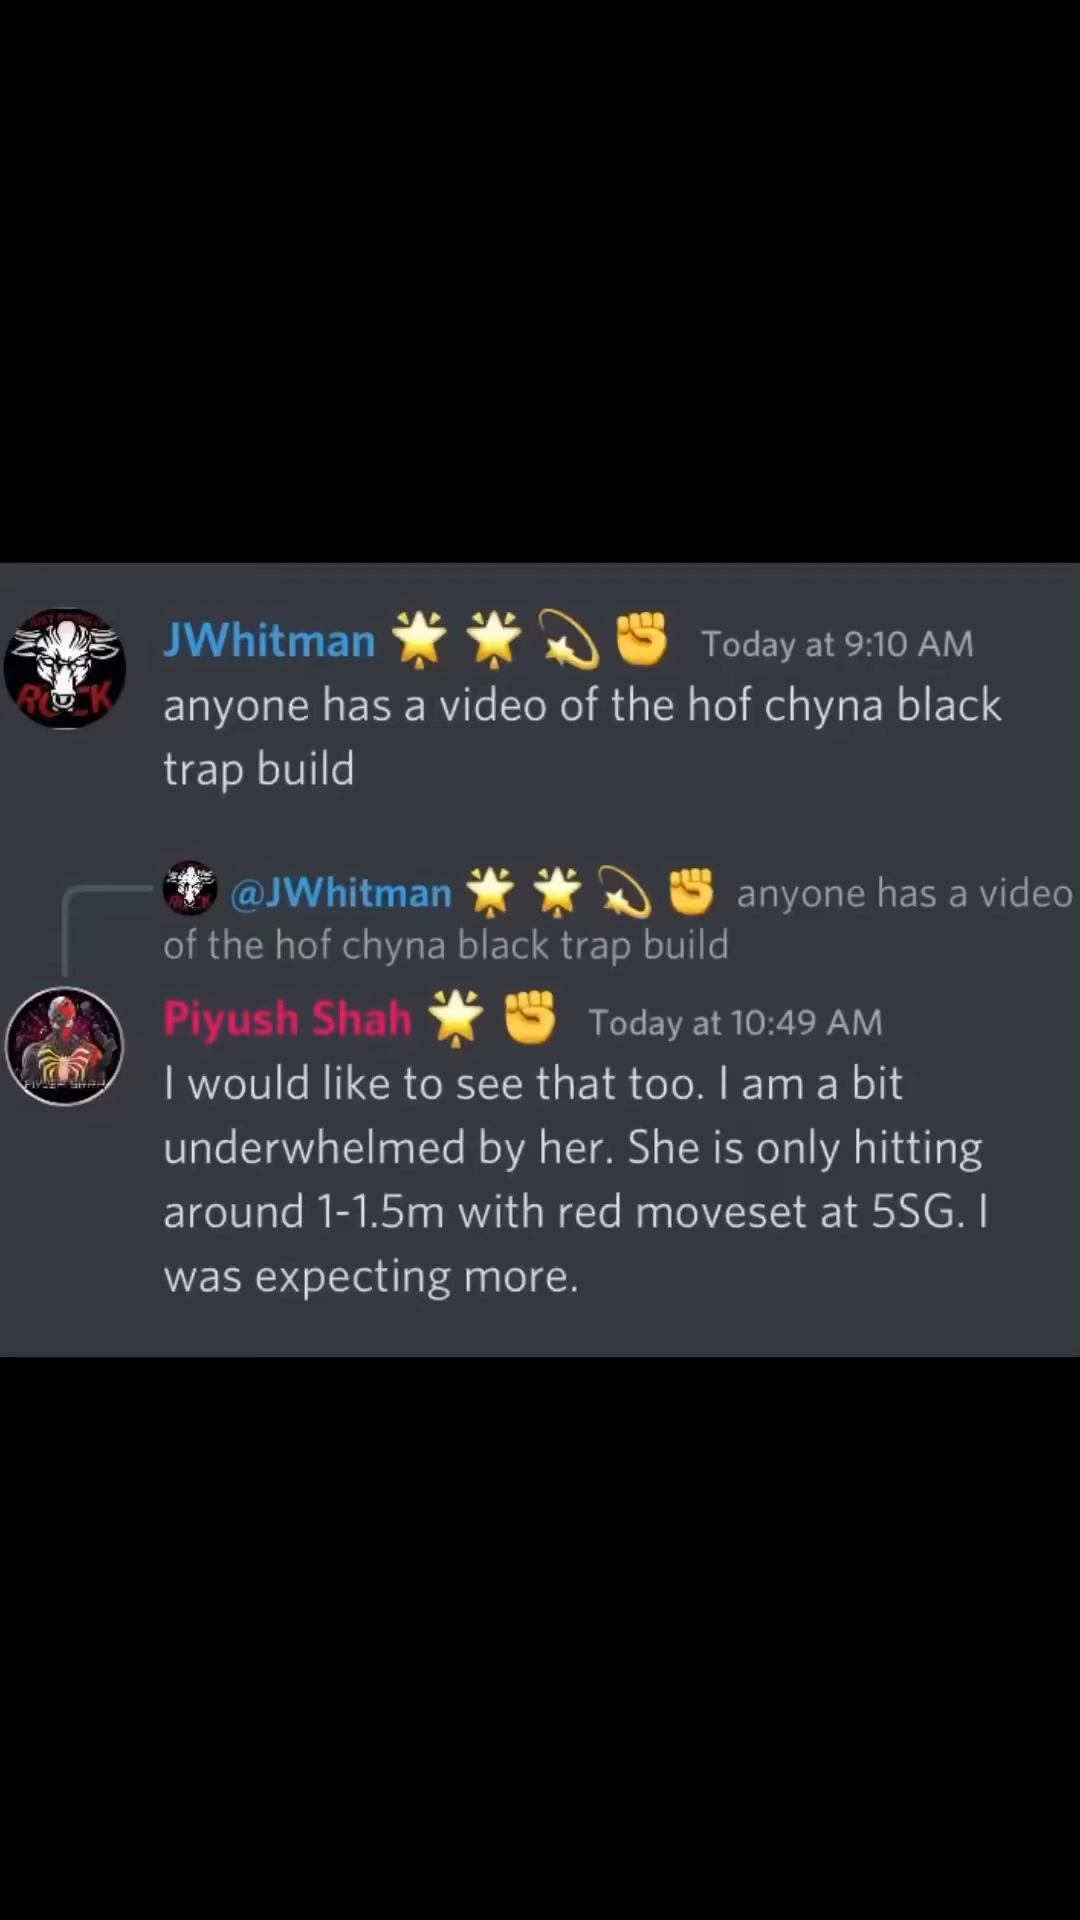 JWhitman 🌟 🌟 💫 ✊ Today at 9:10 AM
anyone has a video of the hof chyna black
trap build
@JWhitman 🌟 🌟 💫 ✊ anyone has a video
of the hof chyna black trap build
Piyush Shah 🌟 ✊ Today at 10:49 AM
I would like to see that too. I am a bit
underwhelmed by her. She is only hitting
around 1-1.5m with red moveset at 5SG. I
was expecting more.